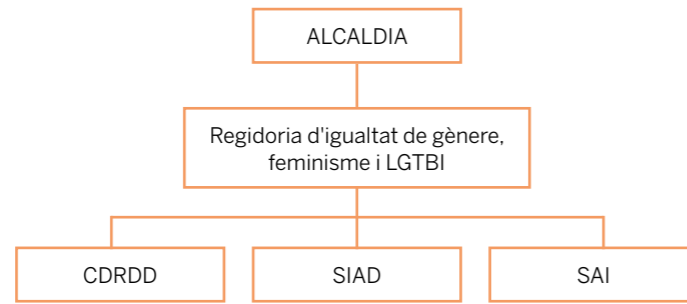 ALCALDIA
Regidoria d'igualtat de gènere,
feminisme i LGTBI
CDRDD
SIAD
SAI